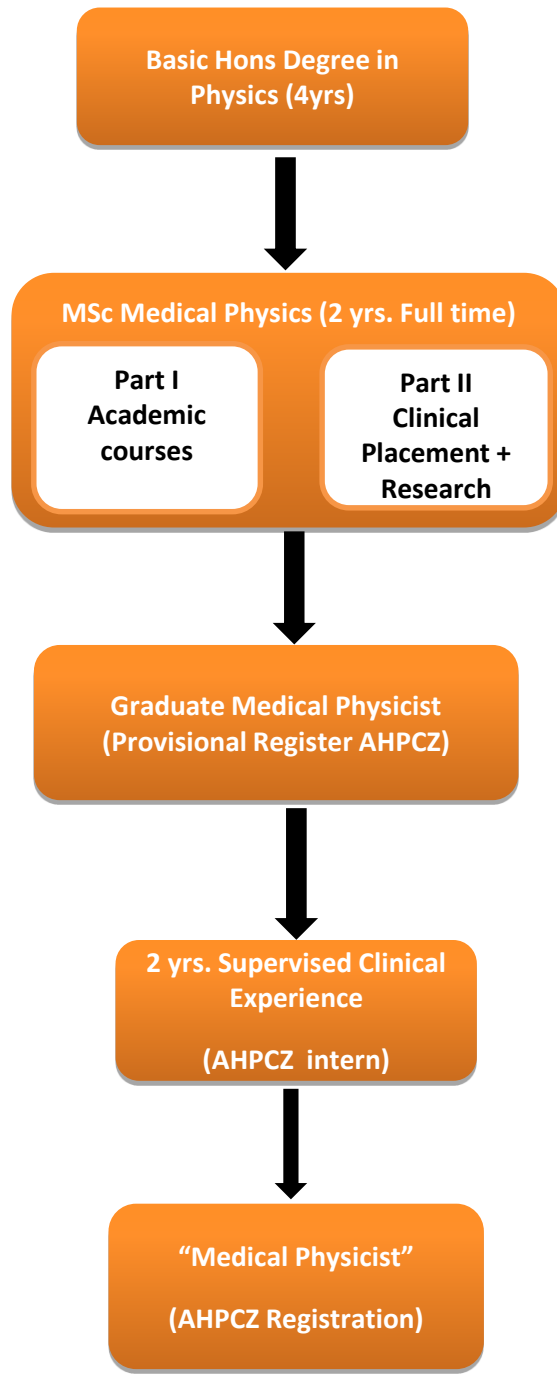 Basic Hons Degree in
Physics (4yrs)
MSc Medical Physics (2 yrs. Full time)
Part I
Academic
courses
Part II
Clinical
Placement +
Research
Graduate Medical Physicist
(Provisional Register AHPCZ)
2 yrs. Supervised Clinical
Experience
(AHPCZ  intern)
“Medical Physicist”
(AHPCZ Registration)